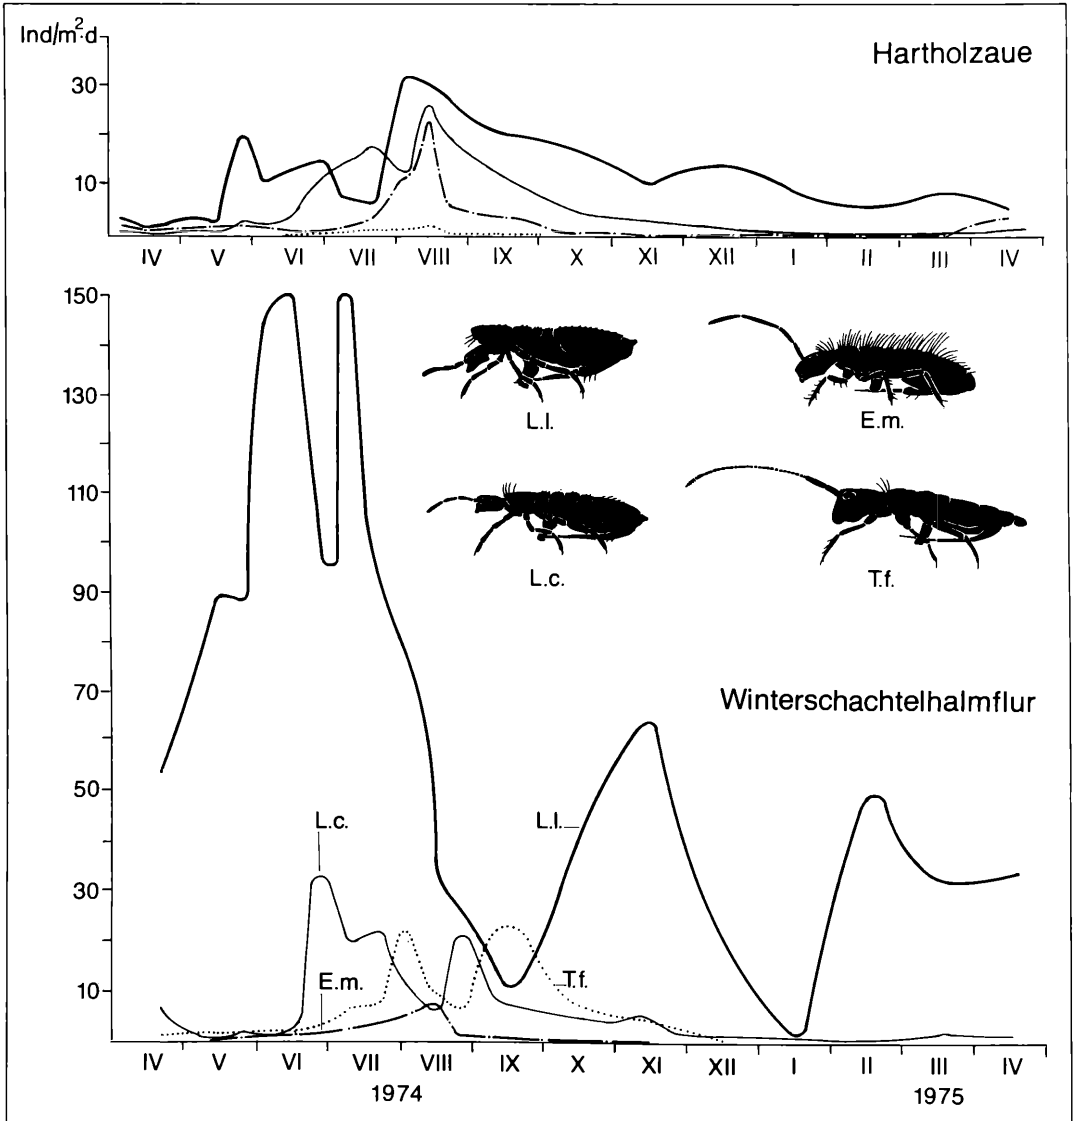 Ind/m²·d
Hartholzaue
30
10
IV V VI VII VIII IX X XI XII I II III IV
150
130
110
90
70
50
30
10
L.l.
E.m.
L.c.
T.f.
Winterschachtelhalmflur
L.c.
L.l.
E.m.
T.f.
IV V VI VII VIII IX X XI XII I II III IV
1974 1975